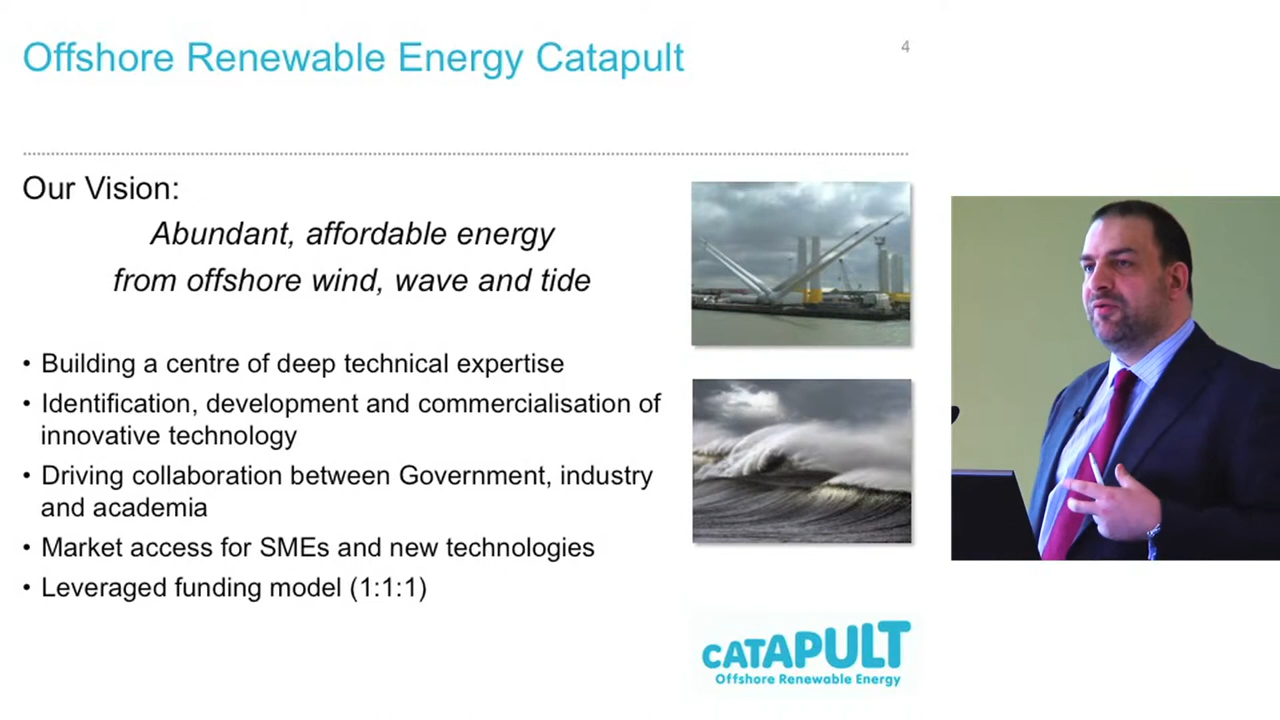 Offshore Renewable Energy Catapult
4
Our Vision:
Abundant, affordable energy
from offshore wind, wave and tide
• Building a centre of deep technical expertise
• Identification, development and commercialisation of
innovative technology
• Driving collaboration between Government, industry
and academia
• Market access for SMEs and new technologies
• Leveraged funding model (1:1:1)
CATAPULT
Offshore Renewable Energy